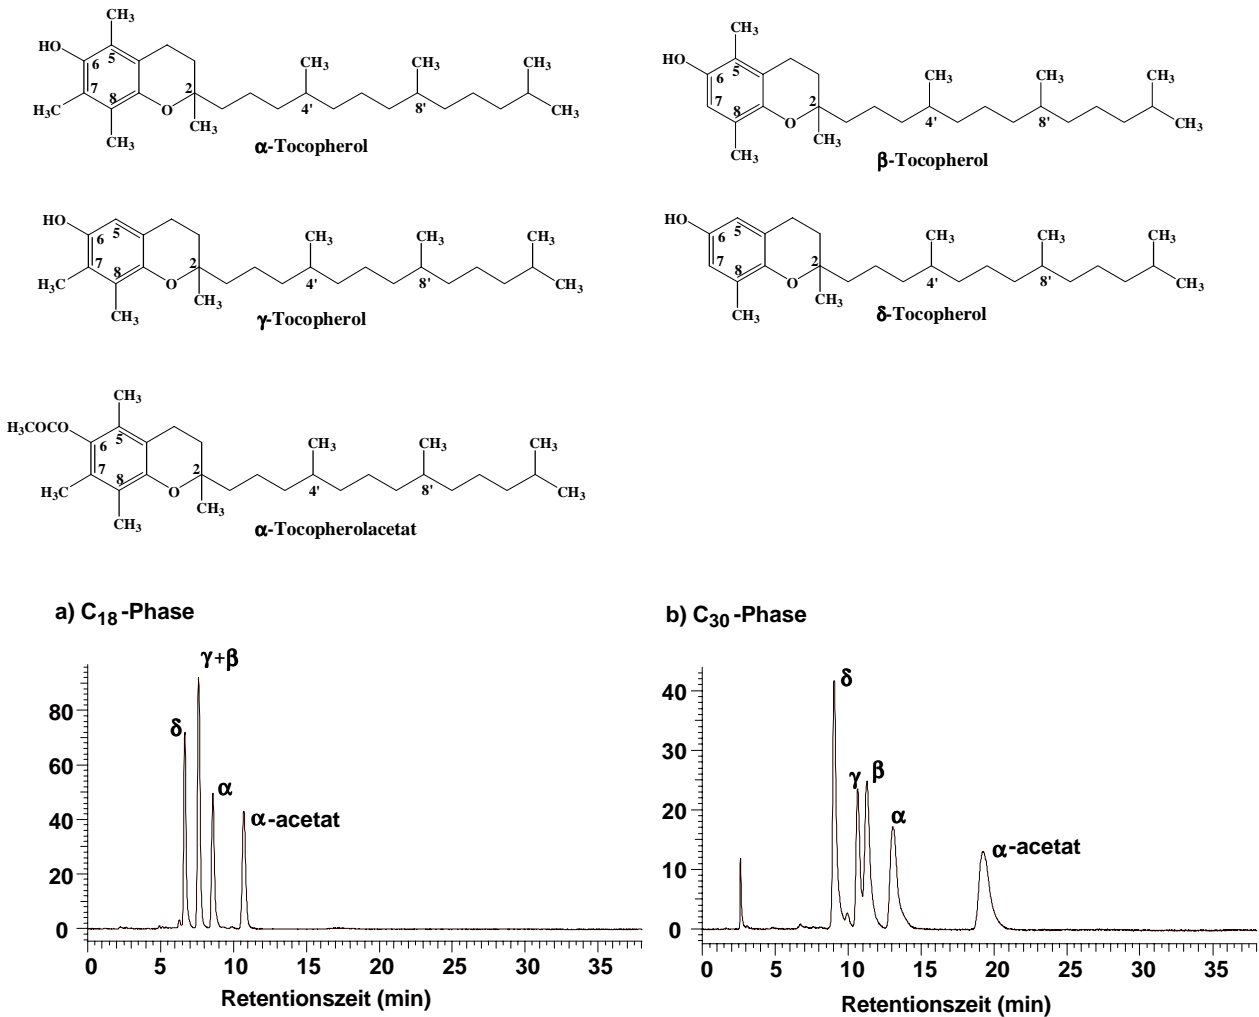 CH₃
HO
5
6
7
8
H₃C
CH₃
O
2
CH₃
CH₃
4'
CH₃
8'
CH₃
CH₃
α-Tocopherol
CH₃
HO
5
6
7
8
CH₃
O
2
CH₃
CH₃
4'
CH₃
8'
CH₃
CH₃
β-Tocopherol
HO
5
6
7
8
H₃C
CH₃
O
2
CH₃
CH₃
4'
CH₃
8'
CH₃
CH₃
γ-Tocopherol
HO
5
6
7
8
CH₃
O
2
CH₃
CH₃
4'
CH₃
8'
CH₃
CH₃
δ-Tocopherol
CH₃
H₃COCO
5
6
7
8
H₃C
CH₃
O
2
CH₃
CH₃
4'
CH₃
8'
CH₃
CH₃
α-Tocopherolacetat
a) C₁₈-Phase
γ+β
δ
α
α-acetat
80
60
40
20
0
0 5 10 15 20 25 30 35
Retentionszeit (min)
b) C₃₀-Phase
δ
γ β
α
α-acetat
40
30
20
10
0
0 5 10 15 20 25 30 35
Retentionszeit (min)